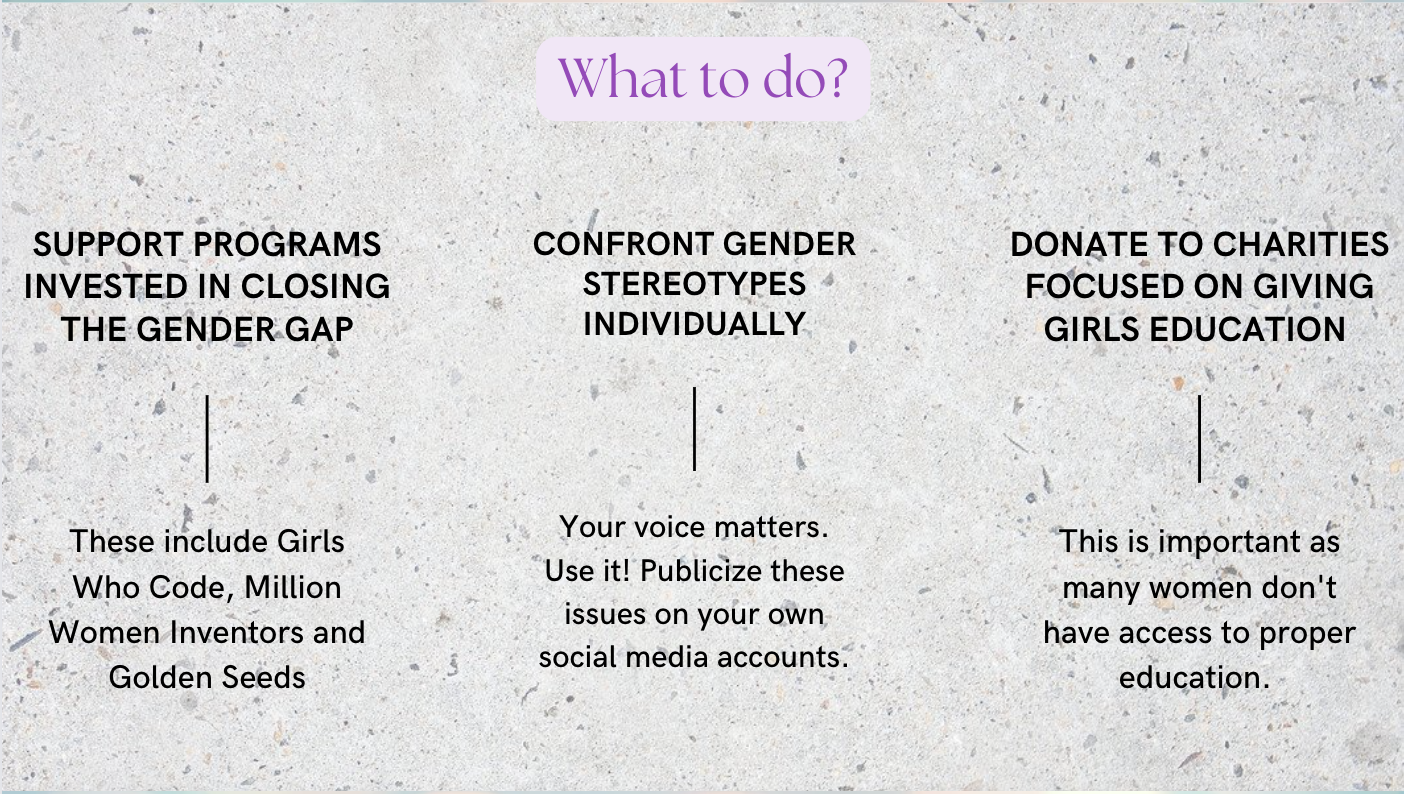 What to do?
SUPPORT PROGRAMS
INVESTED IN CLOSING
THE GENDER GAP
These include Girls
Who Code, Million
Women Inventors and
Golden Seeds
CONFRONT GENDER
STEREOTYPES
INDIVIDUALLY
Your voice matters.
Use it! Publicize these
issues on your own
social media accounts.
DONATE TO CHARITIES
FOCUSED ON GIVING
GIRLS EDUCATION
This is important as
many women don't
have access to proper
education.